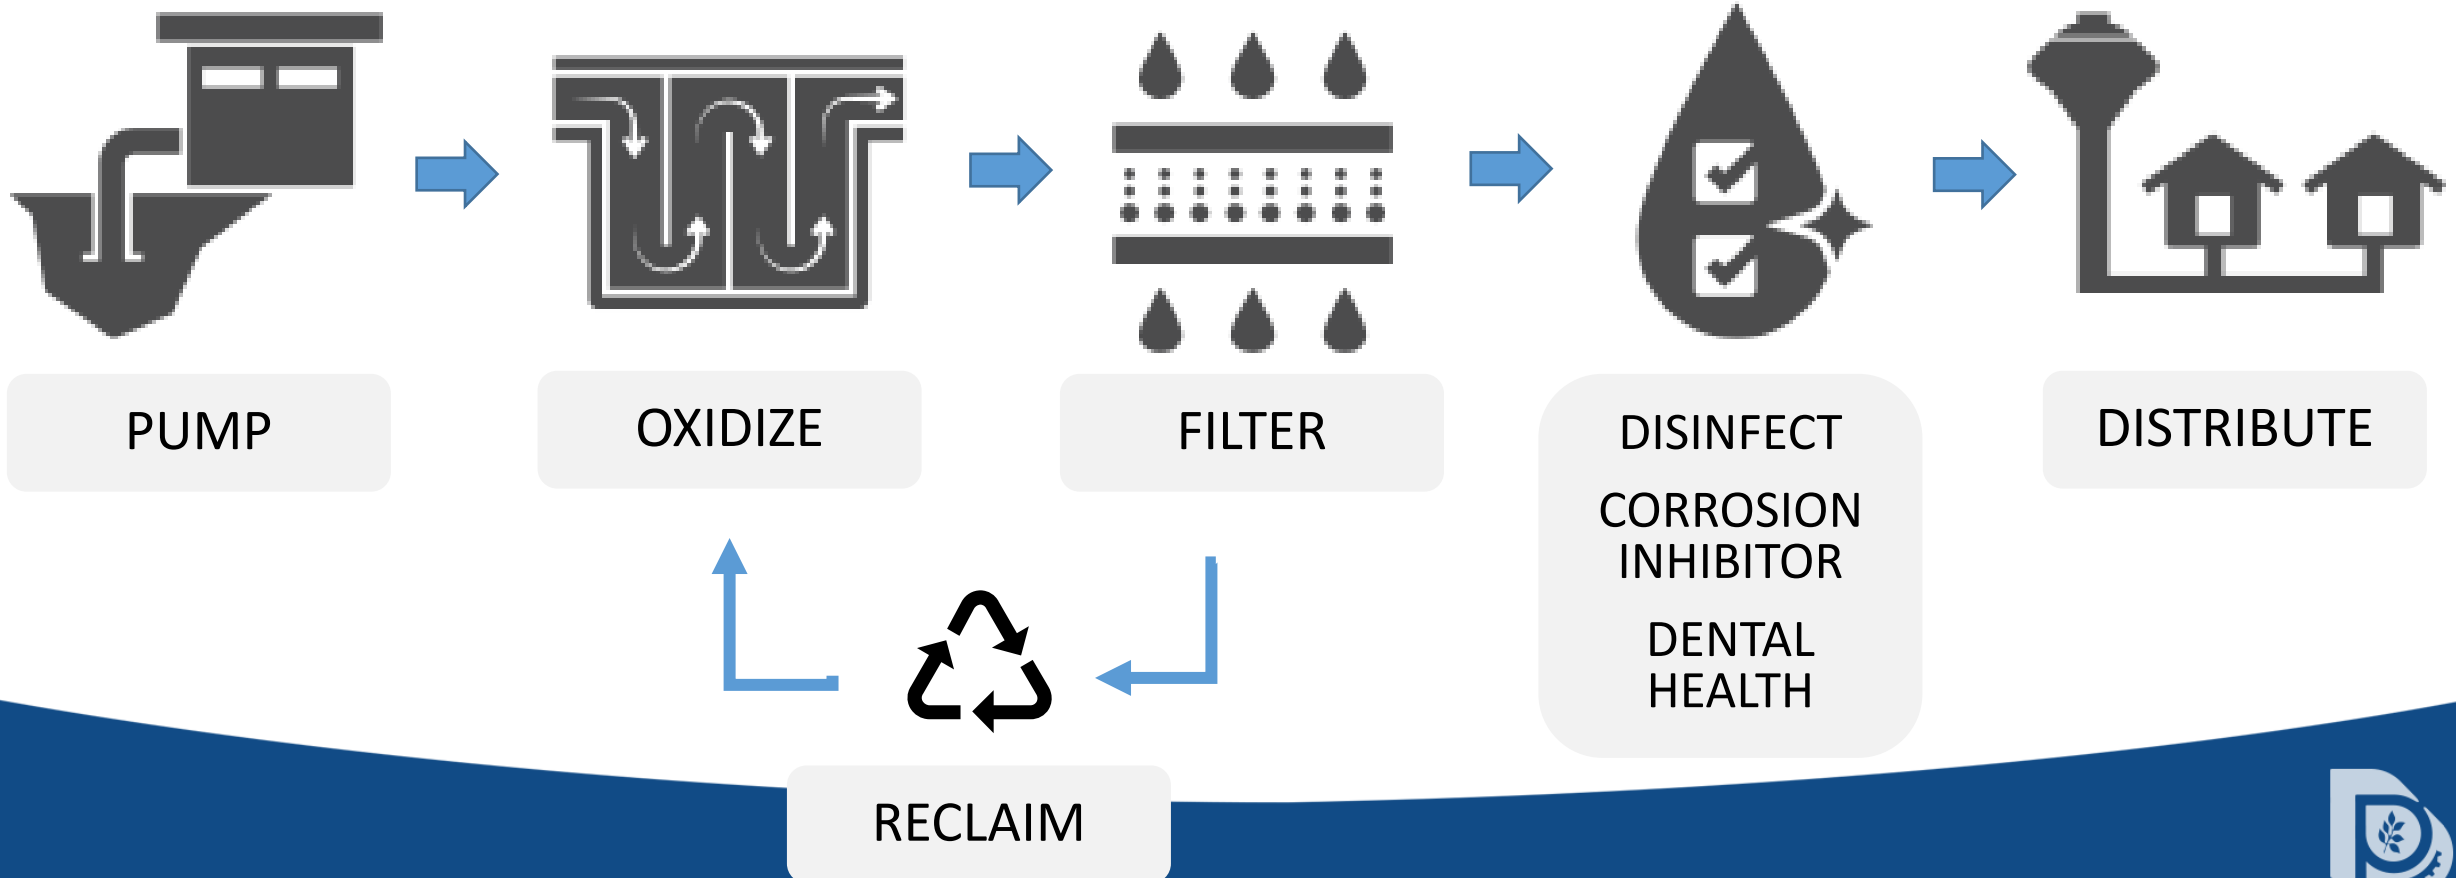 PUMP
OXIDIZE
FILTER
DISINFECT
CORROSION
INHIBITOR
DENTAL
HEALTH
DISTRIBUTE
RECLAIM